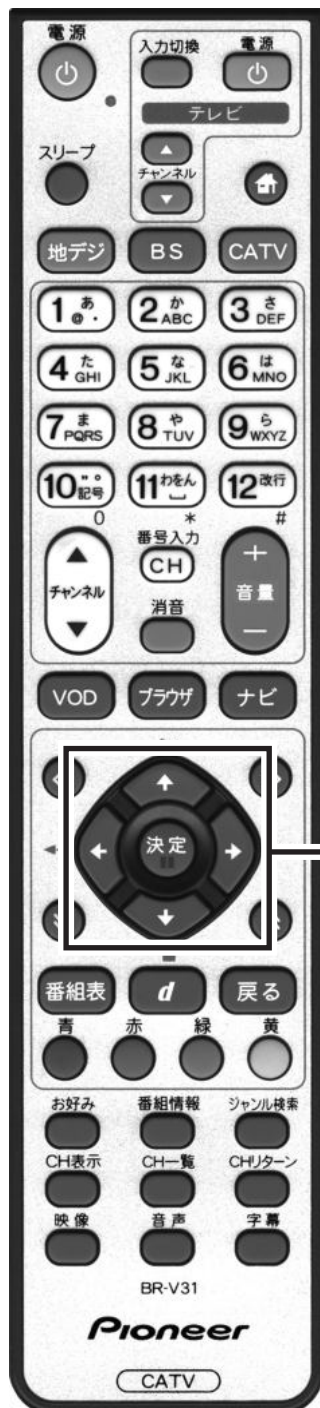 電源
入力切換 電源
テレビ
スリープ
チャンネル
地デジ BS CATV
1 あ @. 2 か ABC 3 さ DEF
4 た GHI 5 な JKL 6 は MNO
7 ま PQRS 8 や TUV 9 ら WXYZ
10 ゛゜ 記号 11 わをん 12 改行
0 * #
番号入力
CH
チャンネル
消音
+
音量
−
VOD ブラウザ ナビ
決定
番組表 d 戻る
青 赤 緑 黄
お好み 番組情報 ジャンル検索
CH表示 CH一覧 CHリターン
映像 音声 字幕
BR-V31
Pioneer
CATV